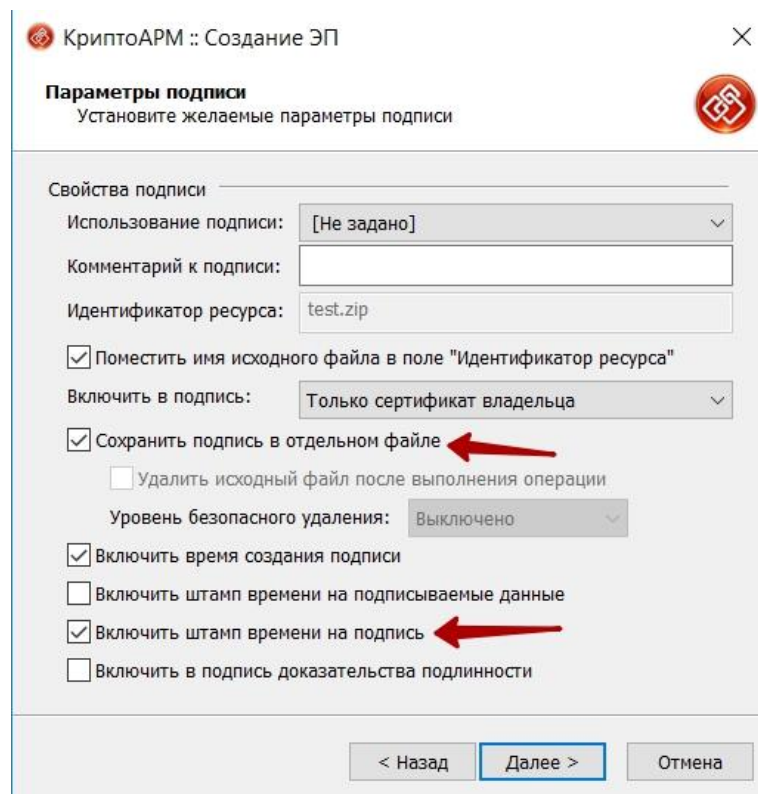 КриптоАРМ :: Создание ЭП
Параметры подписи
Установите желаемые параметры подписи
Свойства подписи
Использование подписи: [Не задано]
Комментарий к подписи:
Идентификатор ресурса: test.zip
Поместить имя исходного файла в поле "Идентификатор ресурса"
Включить в подпись: Только сертификат владельца
Сохранить подпись в отдельном файле
Удалить исходный файл после выполнения операции
Уровень безопасного удаления: Выключено
Включить время создания подписи
Включить штамп времени на подписываемые данные
Включить штамп времени на подпись
Включить в подпись доказательства подлинности
< Назад Далее > Отмена